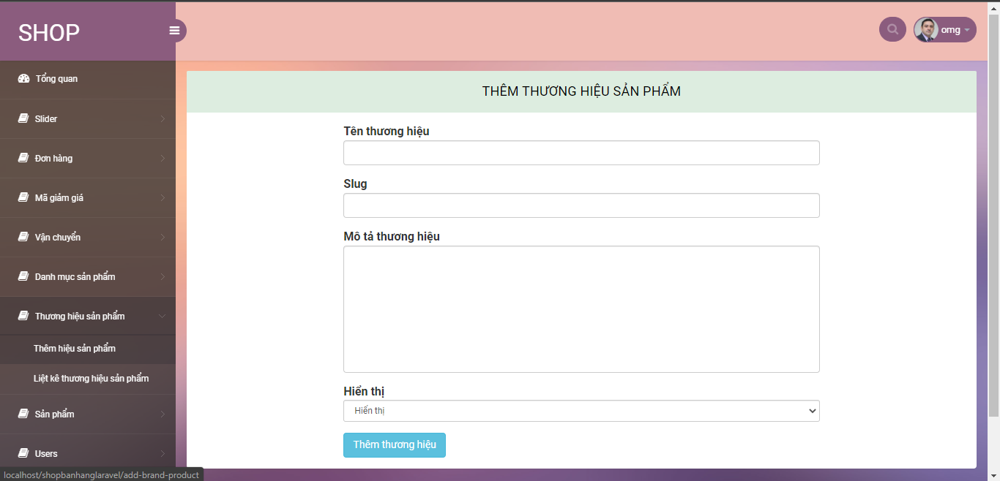 SHOP
omg
Tổng quan
Slider
Đơn hàng
Mã giảm giá
Vận chuyển
Danh mục sản phẩm
Thương hiệu sản phẩm
Thêm hiệu sản phẩm
Liệt kê thương hiệu sản phẩm
Sản phẩm
Users
THÊM THƯƠNG HIỆU SẢN PHẨM
Tên thương hiệu
Slug
Mô tả thương hiệu
Hiển thị
Hiển thị
Thêm thương hiệu
localhost/shopbanhanglaravel/add-brand-product